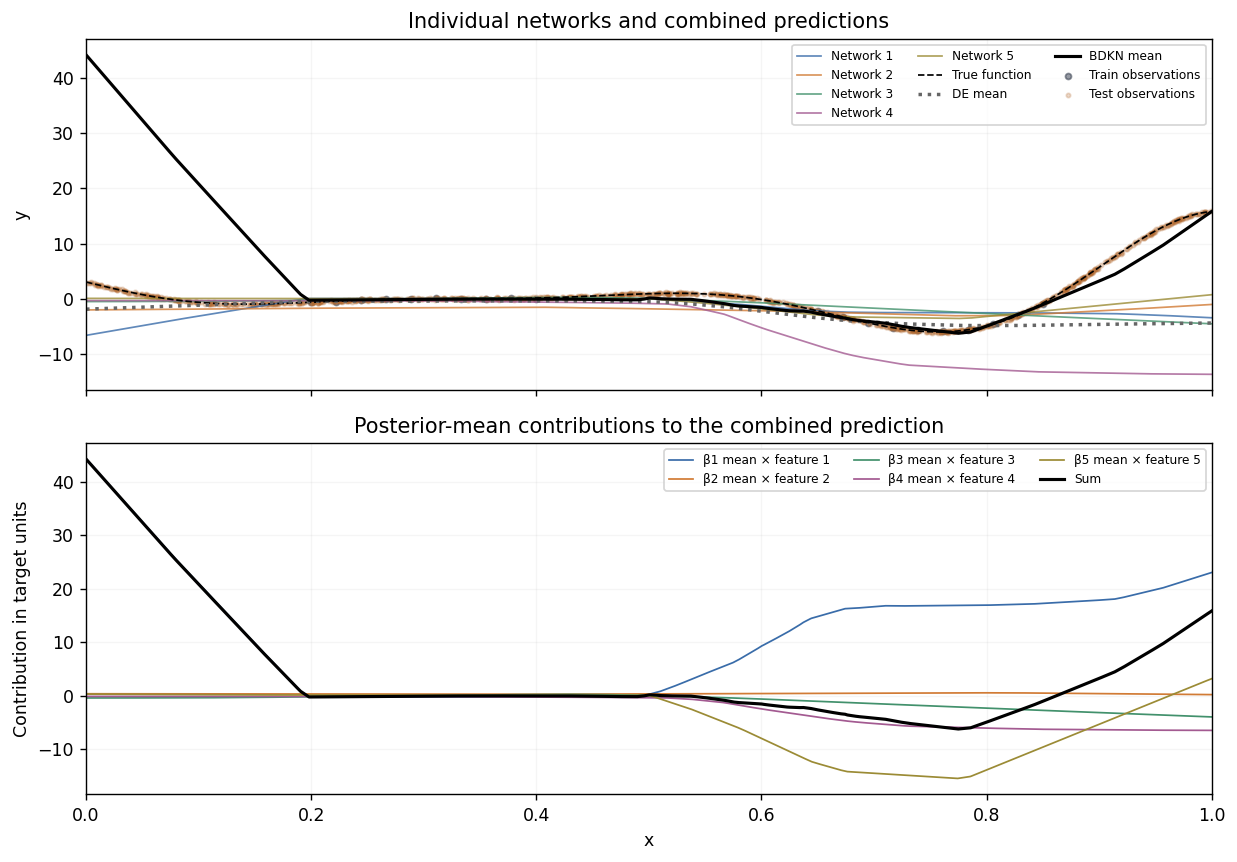 Individual networks and combined predictions
y
40
30
20
10
0
−10
Network 1
Network 2
Network 3
Network 4
Network 5
True function
DE mean
BDKN mean
Train observations
Test observations
Posterior-mean contributions to the combined prediction
Contribution in target units
40
30
20
10
0
−10
β1 mean × feature 1
β2 mean × feature 2
β3 mean × feature 3
β4 mean × feature 4
β5 mean × feature 5
Sum
0.0 0.2 0.4 0.6 0.8 1.0
x